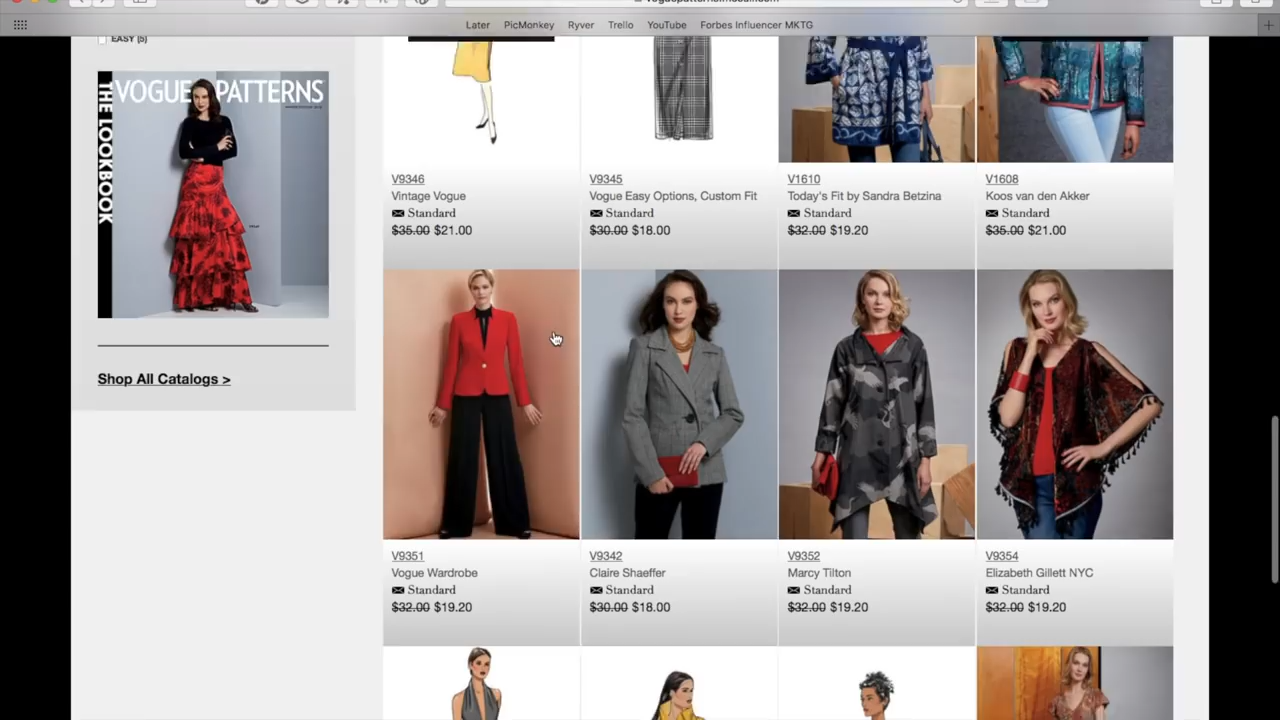 Later PicMonkey Ryver Trello YouTube Forbes Influencer MKTG
EASY (5)
THE LOOKBOOK
VOGUE PATTERNS
Shop All Catalogs >
V9346
Vintage Vogue
Standard
$35.00 $21.00
V9345
Vogue Easy Options, Custom Fit
Standard
$30.00 $18.00
V1610
Today's Fit by Sandra Betzina
Standard
$32.00 $19.20
V1608
Koos van den Akker
Standard
$35.00 $21.00
V9351
Vogue Wardrobe
Standard
$32.00 $19.20
V9342
Claire Shaeffer
Standard
$30.00 $18.00
V9352
Marcy Tilton
Standard
$32.00 $19.20
V9354
Elizabeth Gillett NYC
Standard
$32.00 $19.20